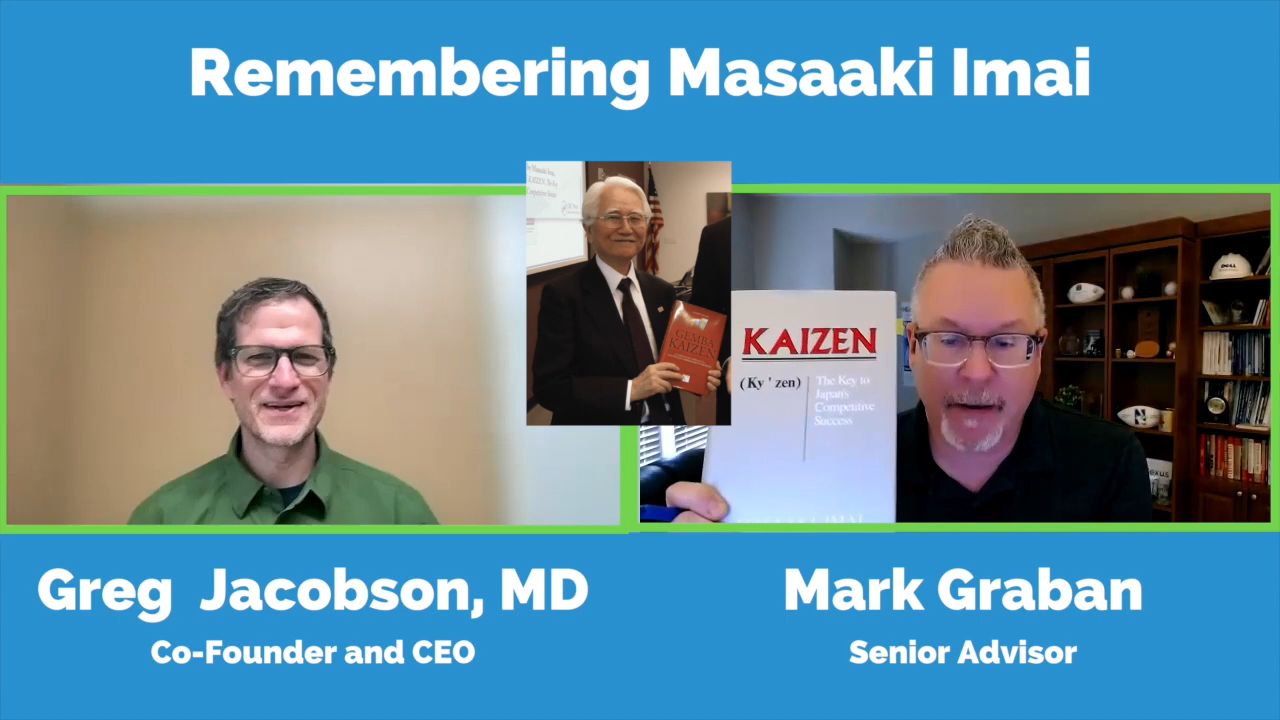 Remembering Masaaki Imai
GEMBA
KAIZEN
KAIZEN
(Ky ' zen)
The Key to
Japan's
Competitive
Success
DELL
N
Greg Jacobson, MD
Mark Graban
Co-Founder and CEO
Senior Advisor